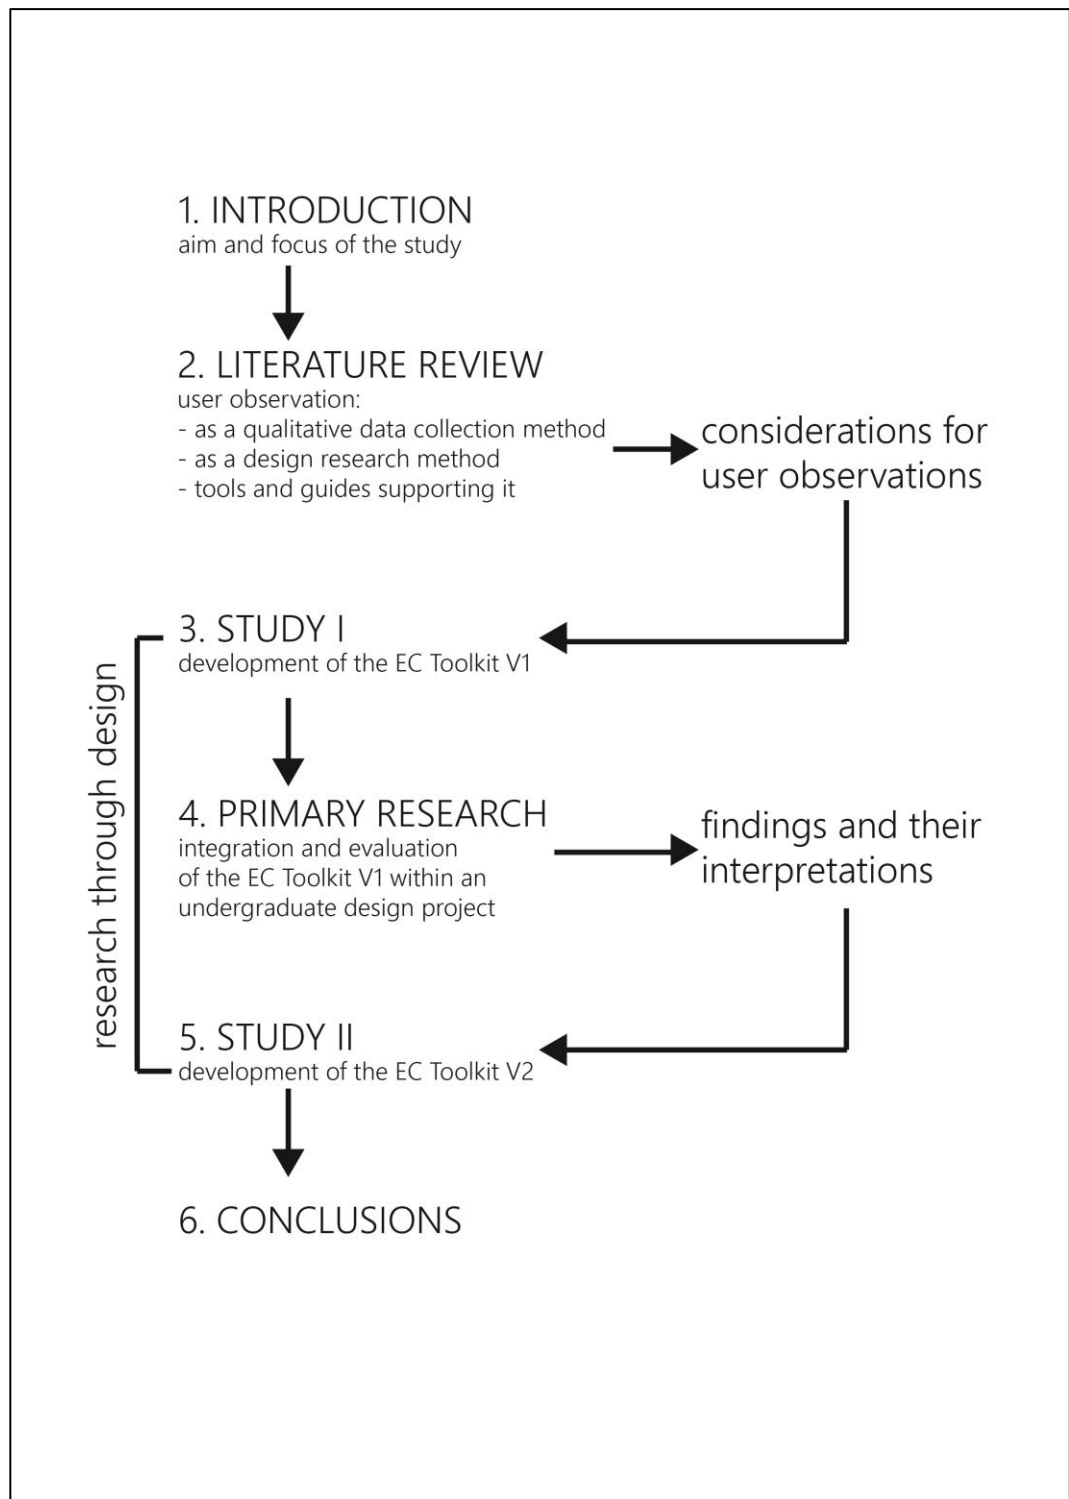 1. INTRODUCTION
aim and focus of the study
2. LITERATURE REVIEW
user observation:
- as a qualitative data collection method
- as a design research method
- tools and guides supporting it
considerations for
user observations
research through design
3. STUDY I
development of the EC Toolkit V1
4. PRIMARY RESEARCH
integration and evaluation
of the EC Toolkit V1 within an
undergraduate design project
findings and their
interpretations
5. STUDY II
development of the EC Toolkit V2
6. CONCLUSIONS